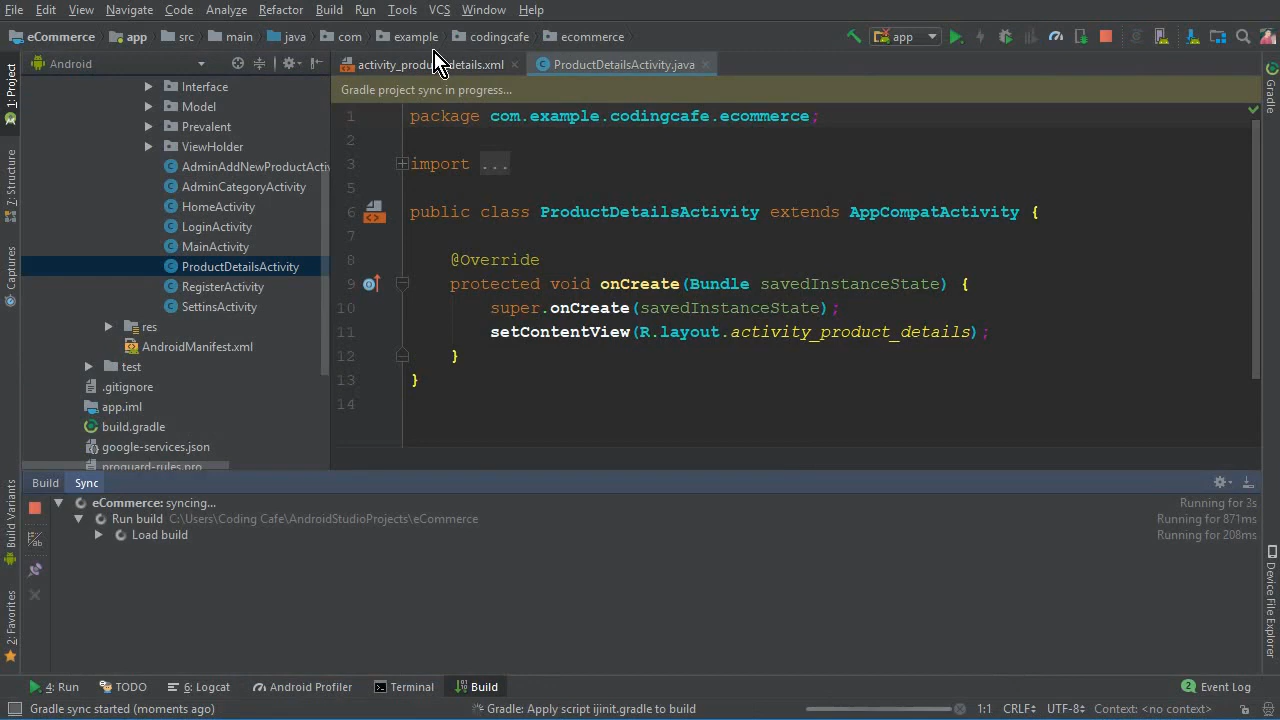 File Edit View Navigate Code Analyze Refactor Build Run Tools VCS Window Help
eCommerce app src main java com example codingcafe ecommerce app
1: Project
Z: Structure
Captures
Build Variants
2: Favorites
Android
Interface
Model
Prevalent
ViewHolder
AdminAddNewProductActiv
AdminCategoryActivity
HomeActivity
LoginActivity
MainActivity
ProductDetailsActivity
RegisterActivity
SettinsActivity
res
AndroidManifest.xml
test
.gitignore
app.iml
build.gradle
google-services.json
proguard-rules.pro
ProductDetailsActivity.java
Gradle project sync in progress...
1 package com.example.codingcafe.ecommerce;
2
3 import ...
5
6 public class ProductDetailsActivity extends AppCompatActivity {
7
8 @Override
9 protected void onCreate(Bundle savedInstanceState) {
10 super.onCreate(savedInstanceState);
11 setContentView(R.layout.activity_product_details);
12 }
13 }
14
Gradle
Device File Explorer
Build Sync
eCommerce: syncing... Running for 3s
Run build C:\Users\Coding Cafe\AndroidStudioProjects\eCommerce Running for 871ms
Load build Running for 208ms
4: Run TODO 6: Logcat Android Profiler Terminal Build 2 Event Log
Gradle sync started (moments ago) Gradle: Apply script ijinit.gradle to build 1:1 CRLF UTF-8 Context: <no context>